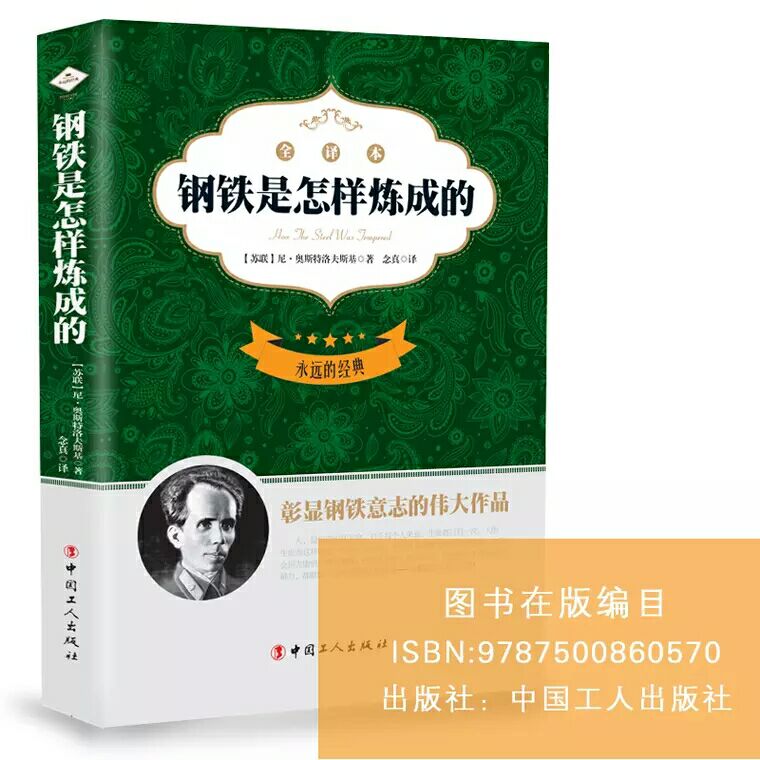 全译本
钢铁是怎样炼成的
How The Steel Was Tempered
【苏联】尼·奥斯特洛夫斯基◎著 念真◎译
永远的经典
彰显钢铁意志的伟大作品
中国工人出版社
钢铁是怎样炼成的
【苏联】尼·奥斯特洛夫斯基◎著
念真◎译
中国工人出版社
图书在版编目
ISBN:9787500860570
出版社：中国工人出版社